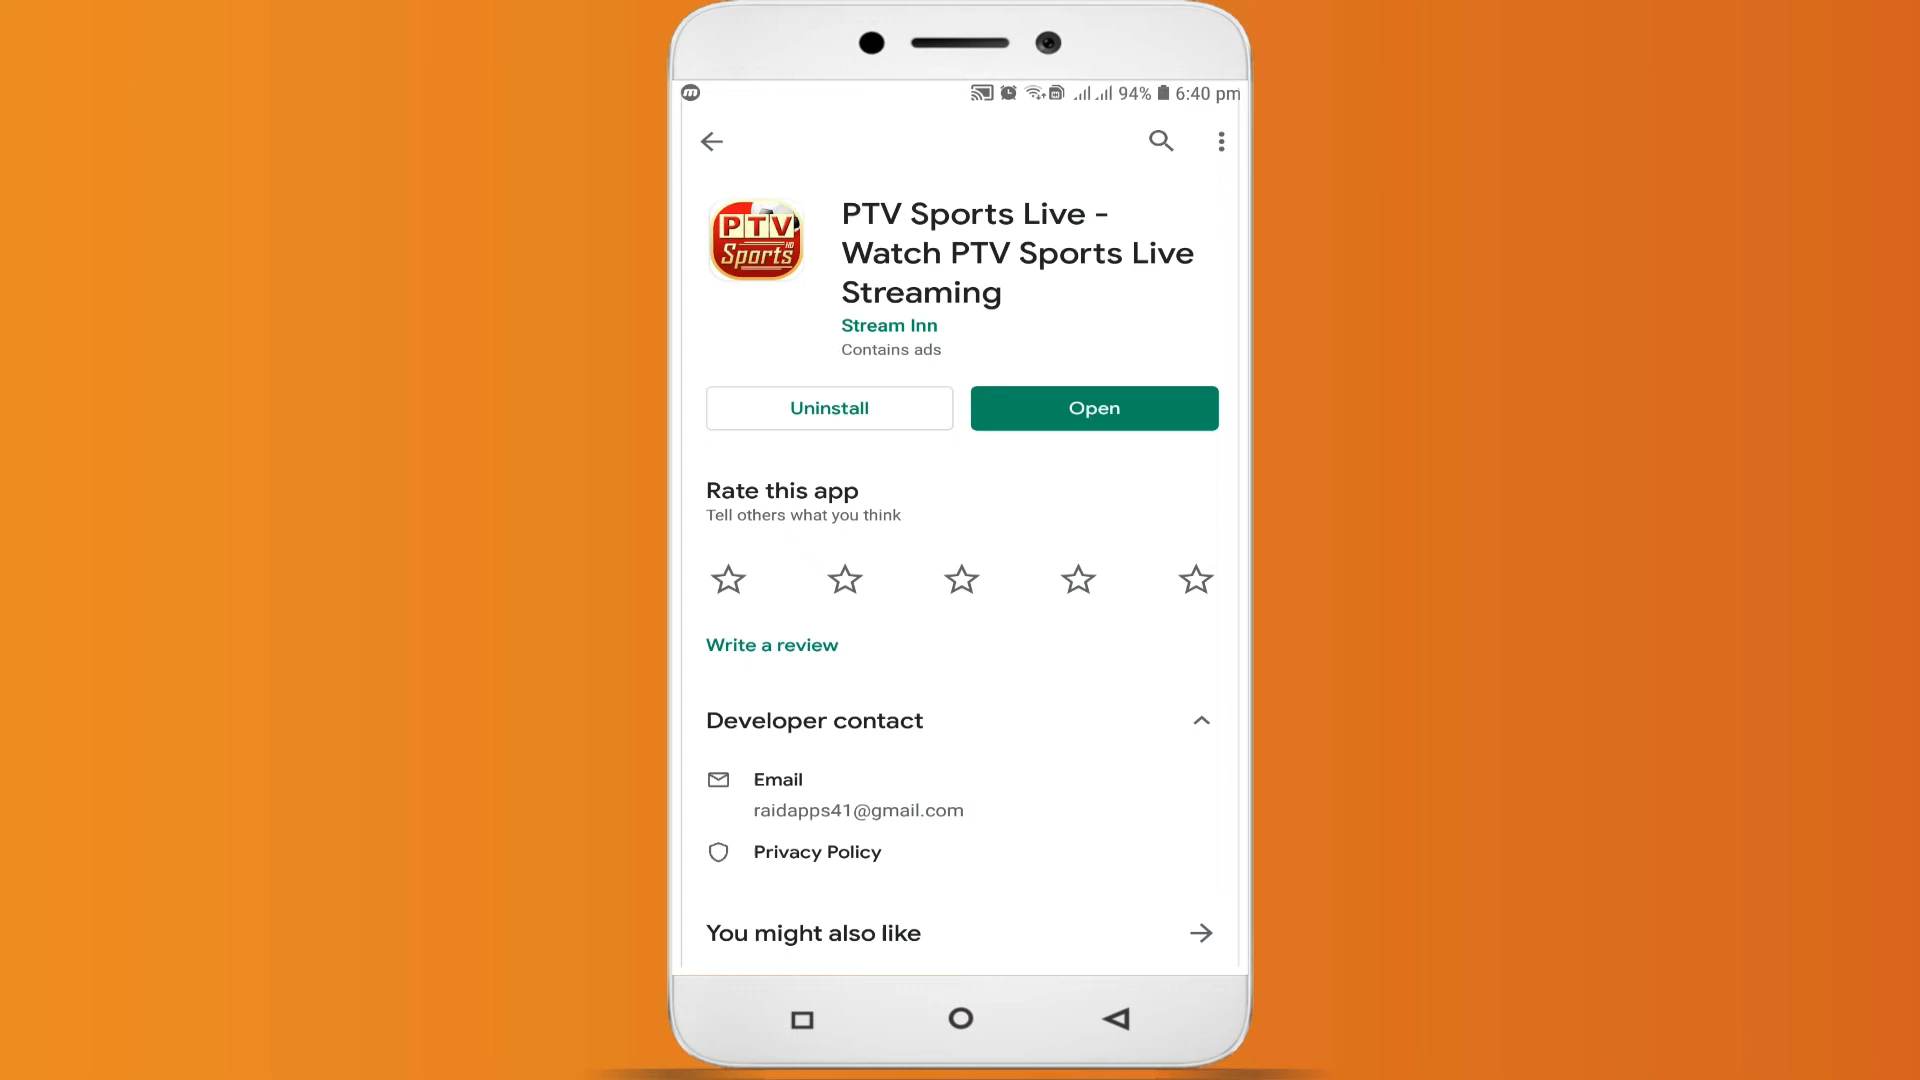 94% 6:40 pm
PTV
Sports HD
PTV Sports Live -
Watch PTV Sports Live
Streaming
Stream Inn
Contains ads
Uninstall
Open
Rate this app
Tell others what you think
Write a review
Developer contact
Email
raidapps41@gmail.com
Privacy Policy
You might also like